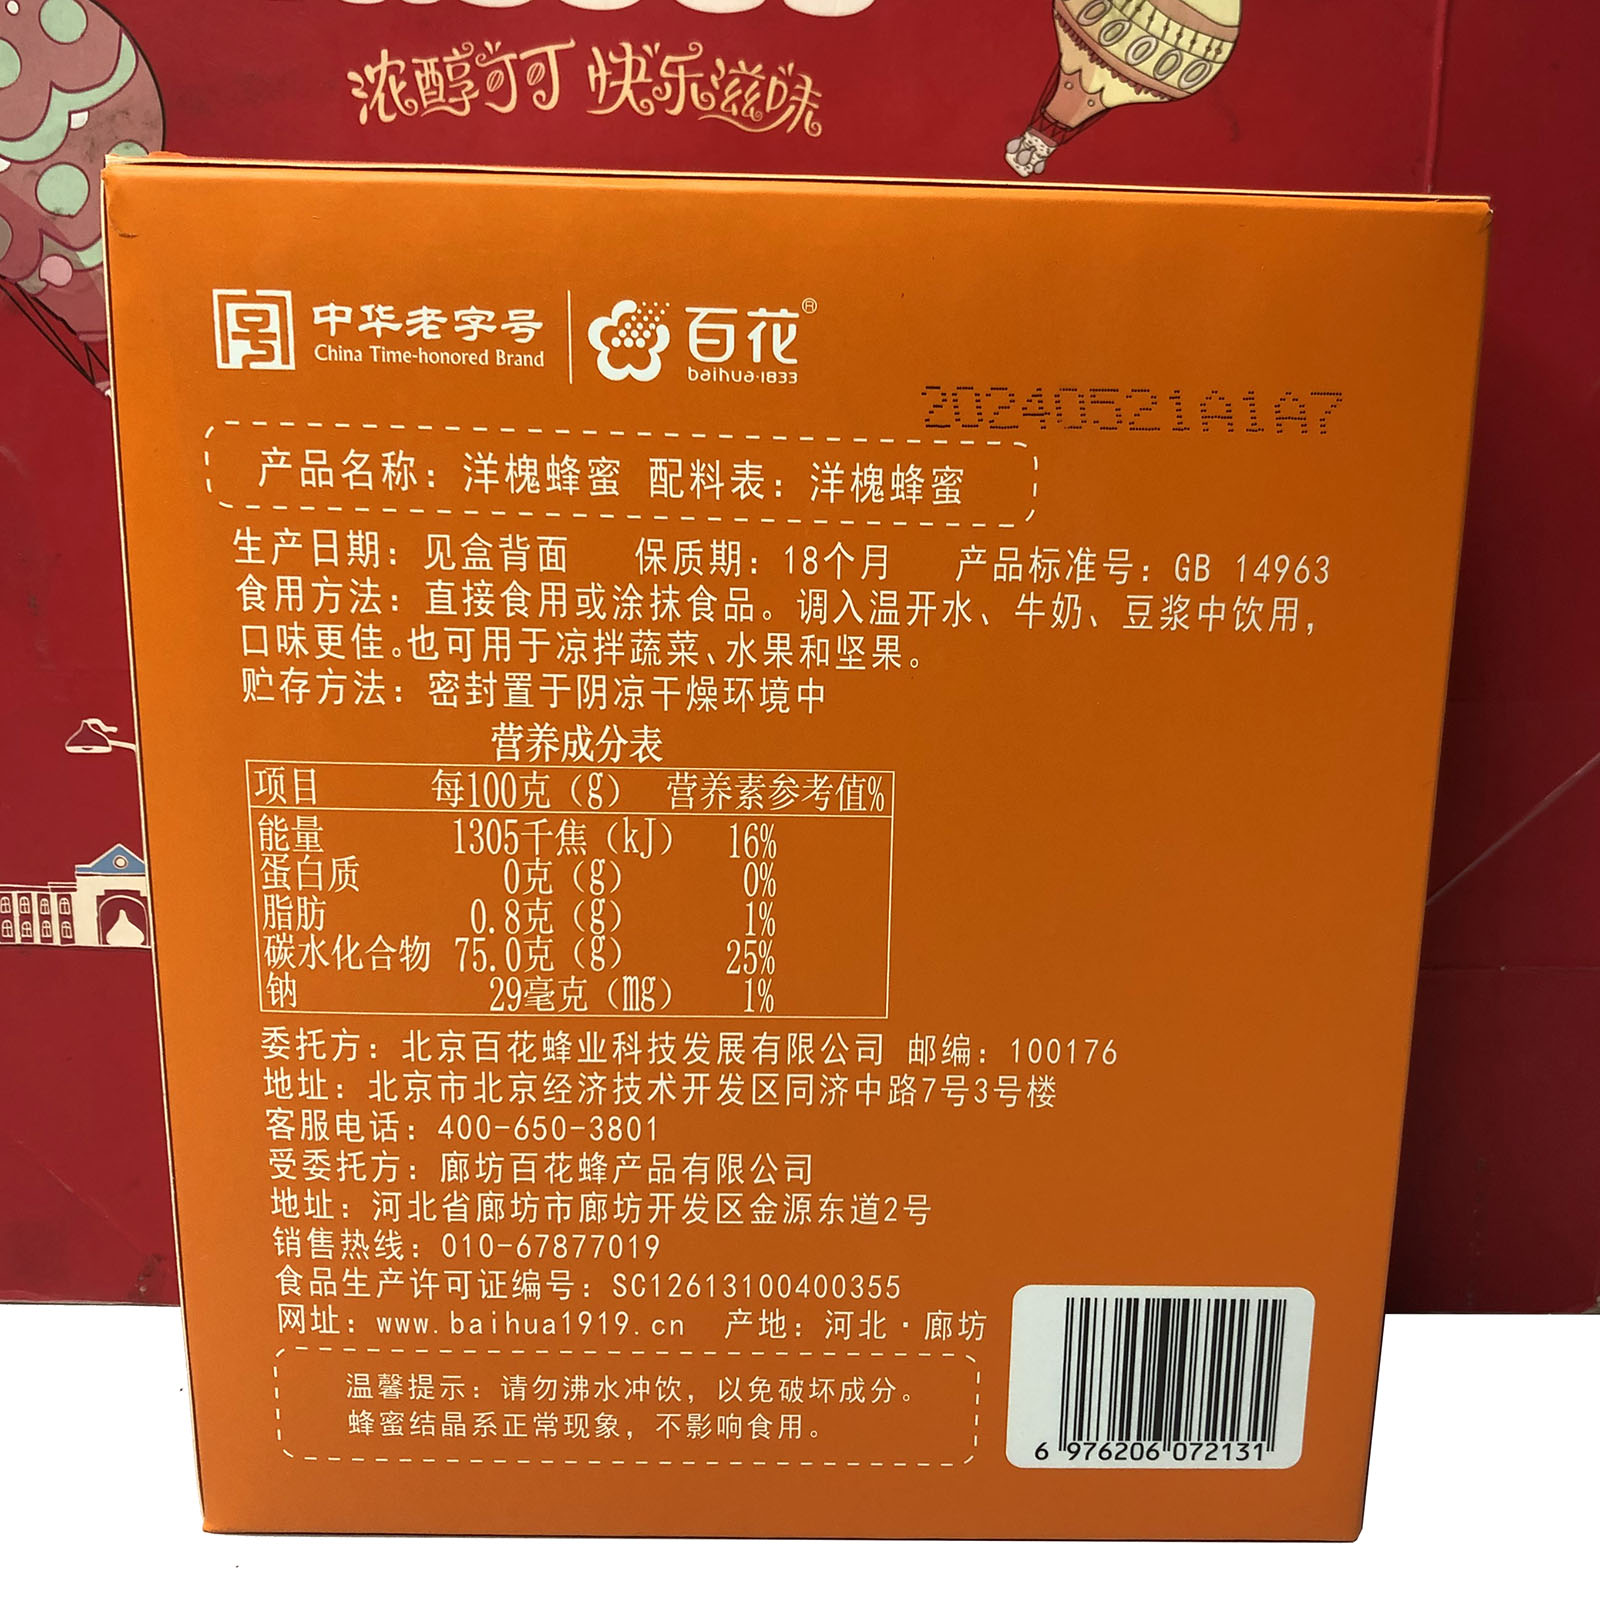 浓醇可可 快乐滋味
中华老字号
China Time-honored Brand
百花®
baihua·1833
20240521A1A7
产品名称：洋槐蜂蜜 配料表：洋槐蜂蜜
生产日期：见盒背面 保质期：18个月 产品标准号：GB 14963
食用方法：直接食用或涂抹食品。调入温开水、牛奶、豆浆中饮用，
口味更佳。也可用于凉拌蔬菜、水果和坚果。
贮存方法：密封置于阴凉干燥环境中
营养成分表
项目 每100克（g） 营养素参考值%
能量 1305千焦（kJ） 16%
蛋白质 0克（g） 0%
脂肪 0.8克（g） 1%
碳水化合物 75.0克（g） 25%
钠 29毫克（mg） 1%
委托方：北京百花蜂业科技发展有限公司 邮编：100176
地址：北京市北京经济技术开发区同济中路7号3号楼
客服电话：400-650-3801
受委托方：廊坊百花蜂产品有限公司
地址：河北省廊坊市廊坊开发区金源东道2号
销售热线：010-67877019
食品生产许可证编号：SC12613100400355
网址：www.baihua1919.cn 产地：河北·廊坊
温馨提示：请勿沸水冲饮，以免破坏成分。
蜂蜜结晶系正常现象，不影响食用。
6 976206 072131